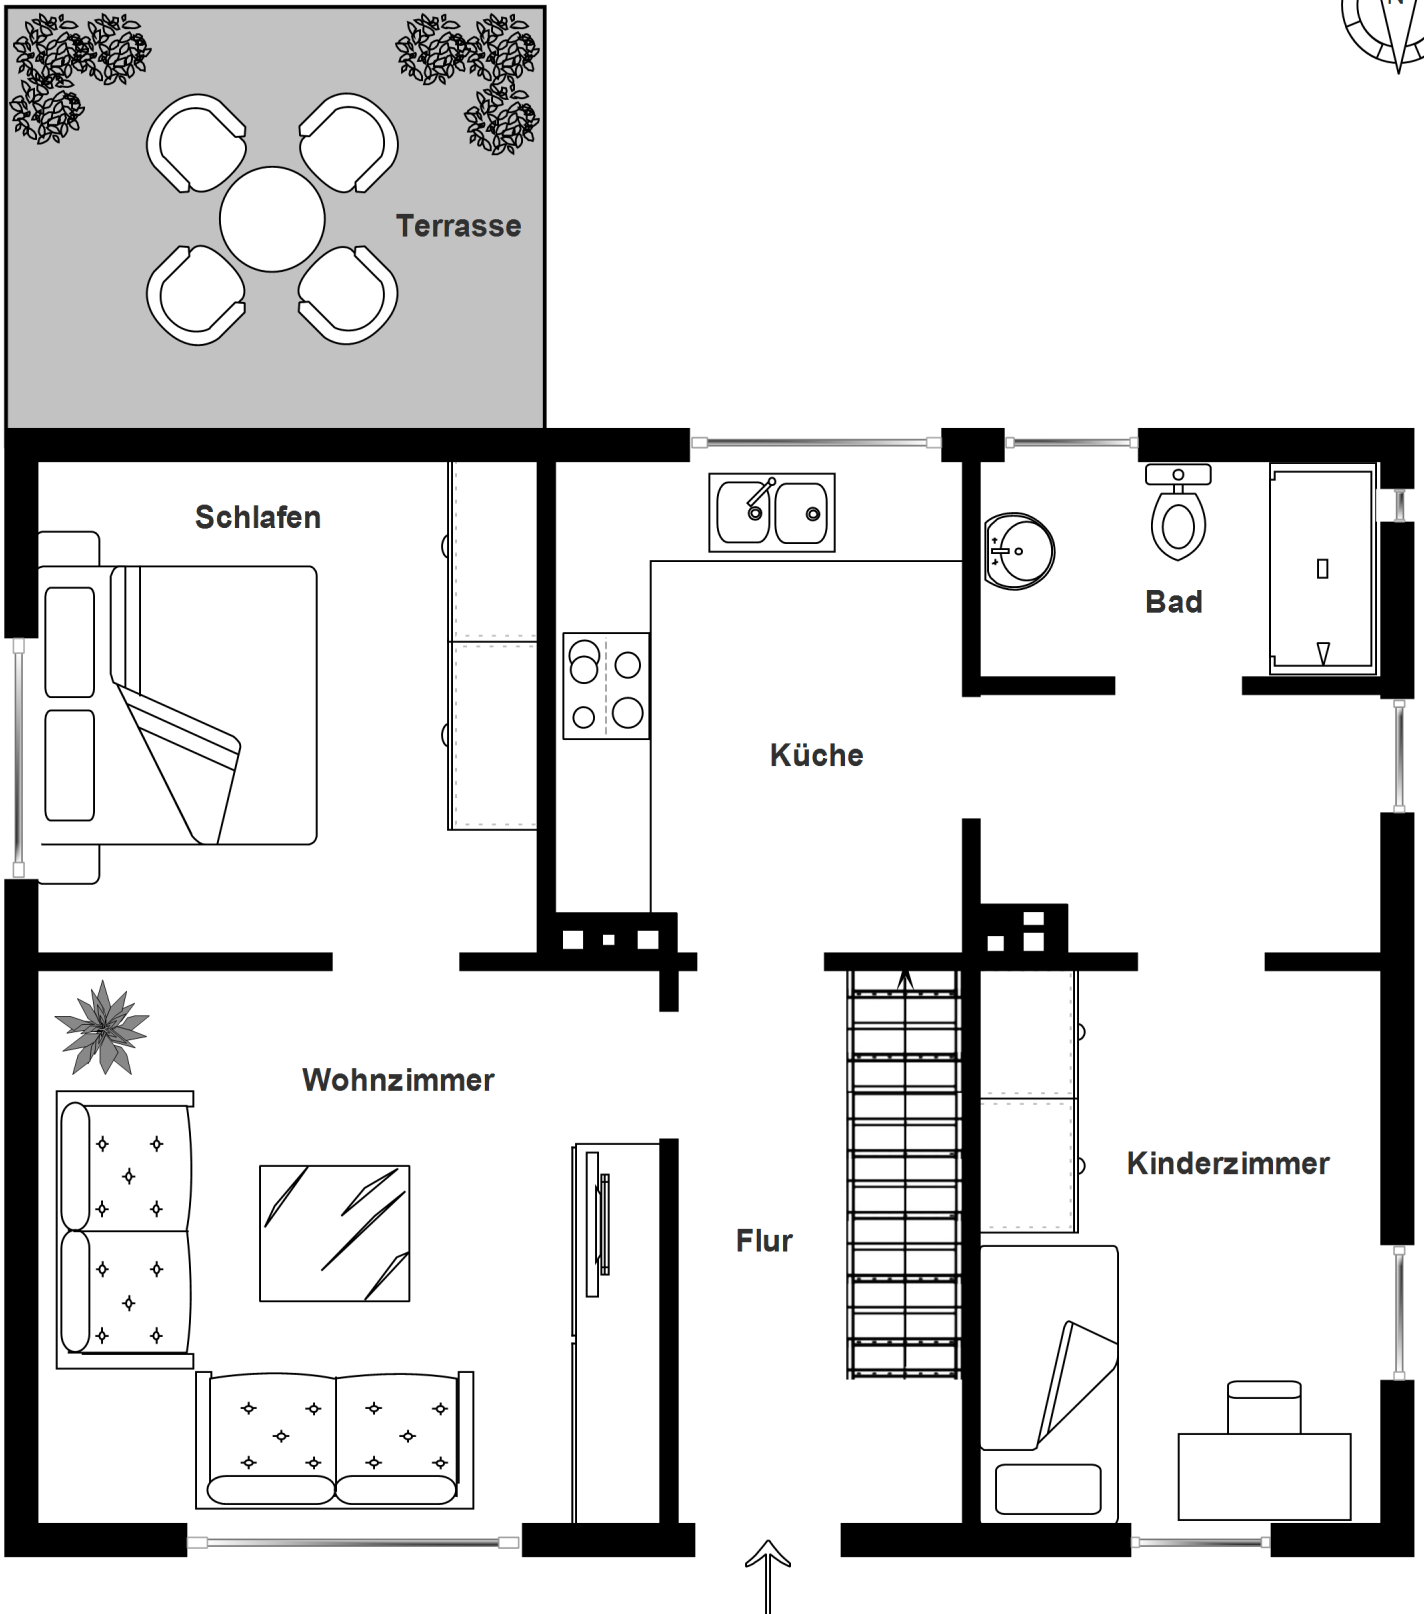 N
Terrasse
Schlafen
Bad
Küche
Wohnzimmer
Kinderzimmer
Flur